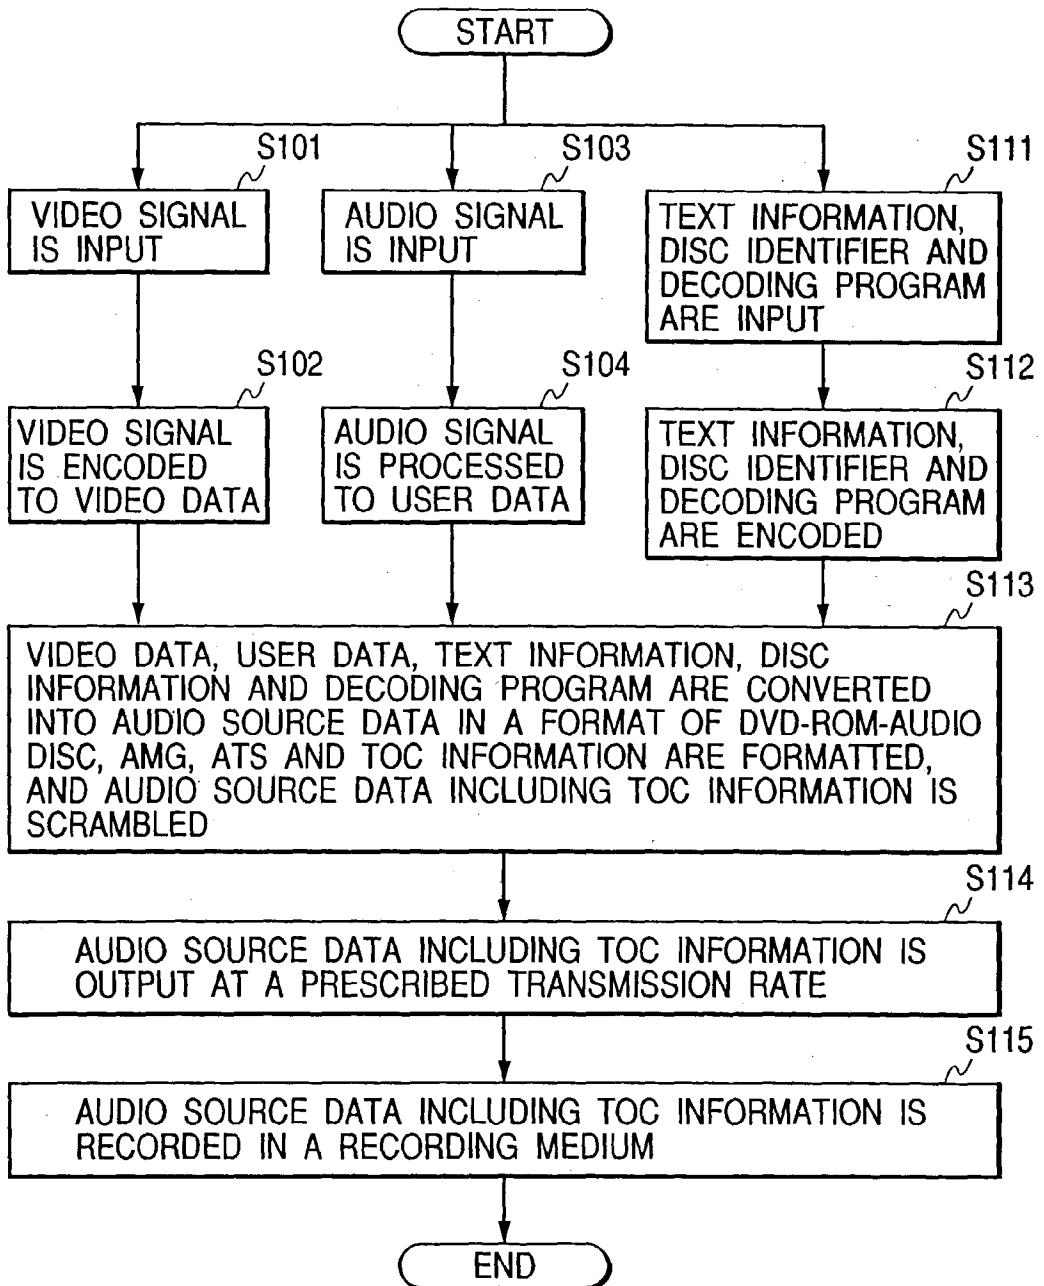 START
S101
VIDEO SIGNAL
IS INPUT
S103
AUDIO SIGNAL
IS INPUT
S111
TEXT INFORMATION,
DISC IDENTIFIER AND
DECODING PROGRAM
ARE INPUT
S102
VIDEO SIGNAL
IS ENCODED
TO VIDEO DATA
S104
AUDIO SIGNAL
IS PROCESSED
TO USER DATA
S112
TEXT INFORMATION,
DISC IDENTIFIER AND
DECODING PROGRAM
ARE ENCODED
S113
VIDEO DATA, USER DATA, TEXT INFORMATION, DISC
INFORMATION AND DECODING PROGRAM ARE CONVERTED
INTO AUDIO SOURCE DATA IN A FORMAT OF DVD-ROM-AUDIO
DISC, AMG, ATS AND TOC INFORMATION ARE FORMATTED,
AND AUDIO SOURCE DATA INCLUDING TOC INFORMATION IS
SCRAMBLED
S114
AUDIO SOURCE DATA INCLUDING TOC INFORMATION IS
OUTPUT AT A PRESCRIBED TRANSMISSION RATE
S115
AUDIO SOURCE DATA INCLUDING TOC INFORMATION IS
RECORDED IN A RECORDING MEDIUM
END